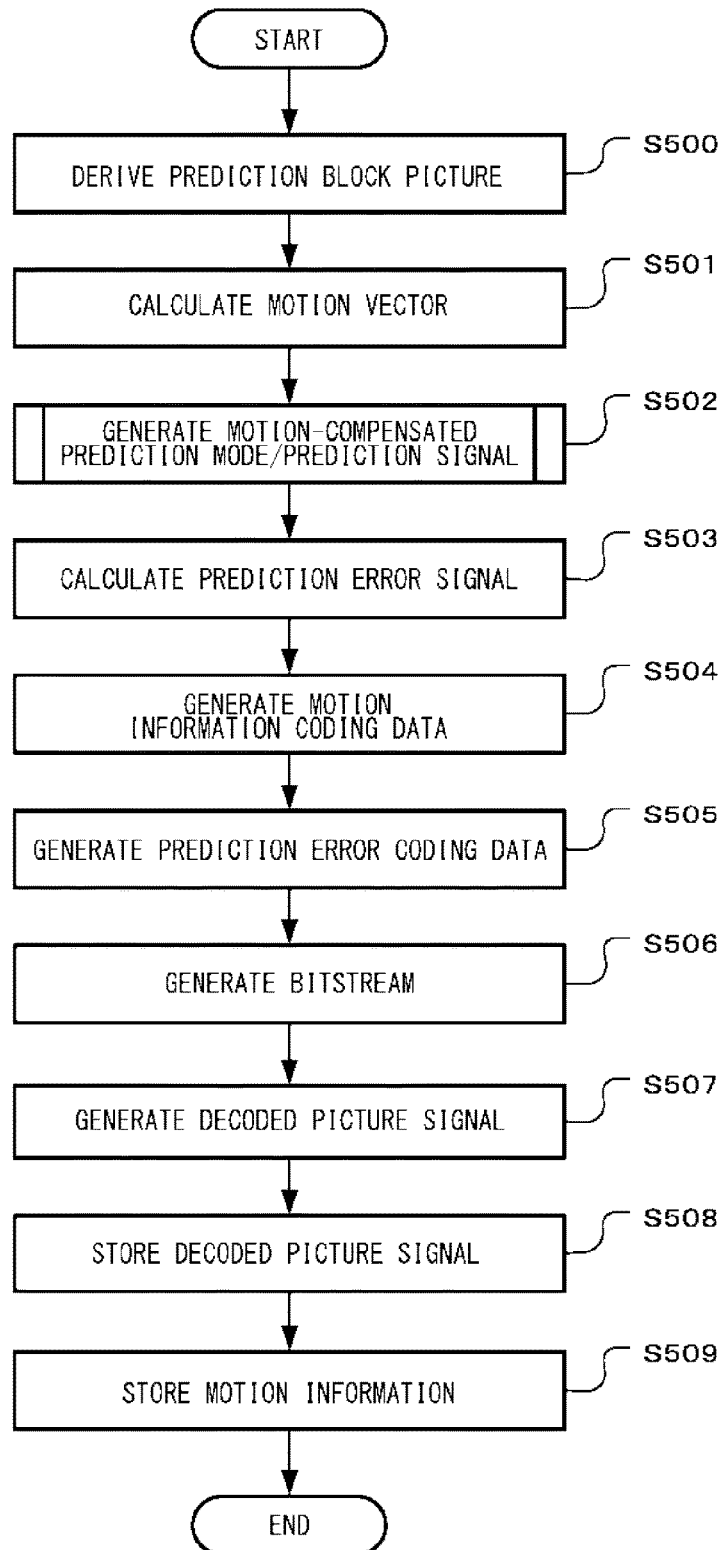 START
S500
DERIVE PREDICTION BLOCK PICTURE
S501
CALCULATE MOTION VECTOR
S502
GENERATE MOTION-COMPENSATED
PREDICTION MODE/PREDICTION SIGNAL
S503
CALCULATE PREDICTION ERROR SIGNAL
S504
GENERATE MOTION
INFORMATION CODING DATA
S505
GENERATE PREDICTION ERROR CODING DATA
S506
GENERATE BITSTREAM
S507
GENERATE DECODED PICTURE SIGNAL
S508
STORE DECODED PICTURE SIGNAL
S509
STORE MOTION INFORMATION
END